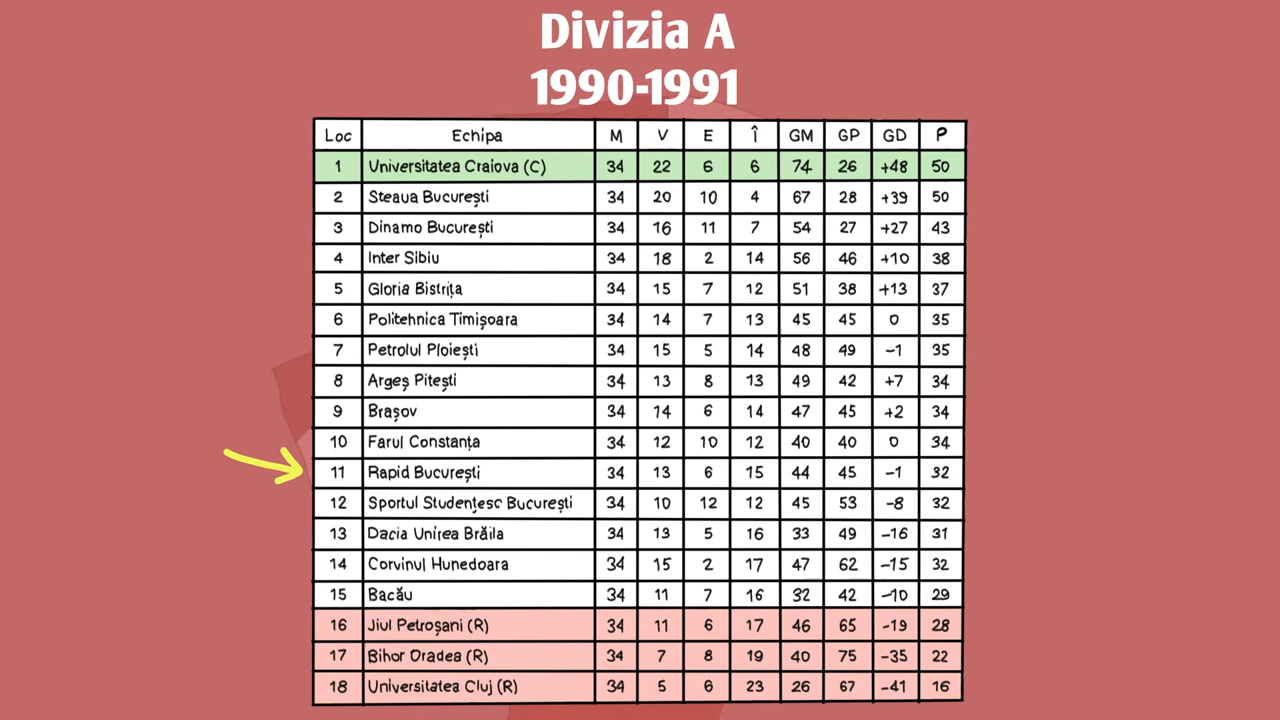 Divizia A
1990-1991
Loc Echipa M V E Î GM GP GD P
1 Universitatea Craiova (C) 34 22 6 6 74 26 +48 50
2 Steaua București 34 20 10 4 67 28 +39 50
3 Dinamo București 34 16 11 7 54 27 +27 43
4 Inter Sibiu 34 18 2 14 56 46 +10 38
5 Gloria Bistrița 34 15 7 12 51 38 +13 37
6 Politehnica Timișoara 34 14 7 13 45 45 0 35
7 Petrolul Ploiești 34 15 5 14 48 49 -1 35
8 Argeș Pitești 34 13 8 13 49 42 +7 34
9 Brașov 34 14 6 14 47 45 +2 34
10 Farul Constanța 34 12 10 12 40 40 0 34
11 Rapid București 34 13 6 15 44 45 -1 32
12 Sportul Studențesc București 34 10 12 12 45 53 -8 32
13 Dacia Unirea Brăila 34 13 5 16 33 49 -16 31
14 Corvinul Hunedoara 34 15 2 17 47 62 -15 32
15 Bacău 34 11 7 16 32 42 -10 29
16 Jiul Petroșani (R) 34 11 6 17 46 65 -19 28
17 Bihor Oradea (R) 34 7 8 19 40 75 -35 22
18 Universitatea Cluj (R) 34 5 6 23 26 67 -41 16